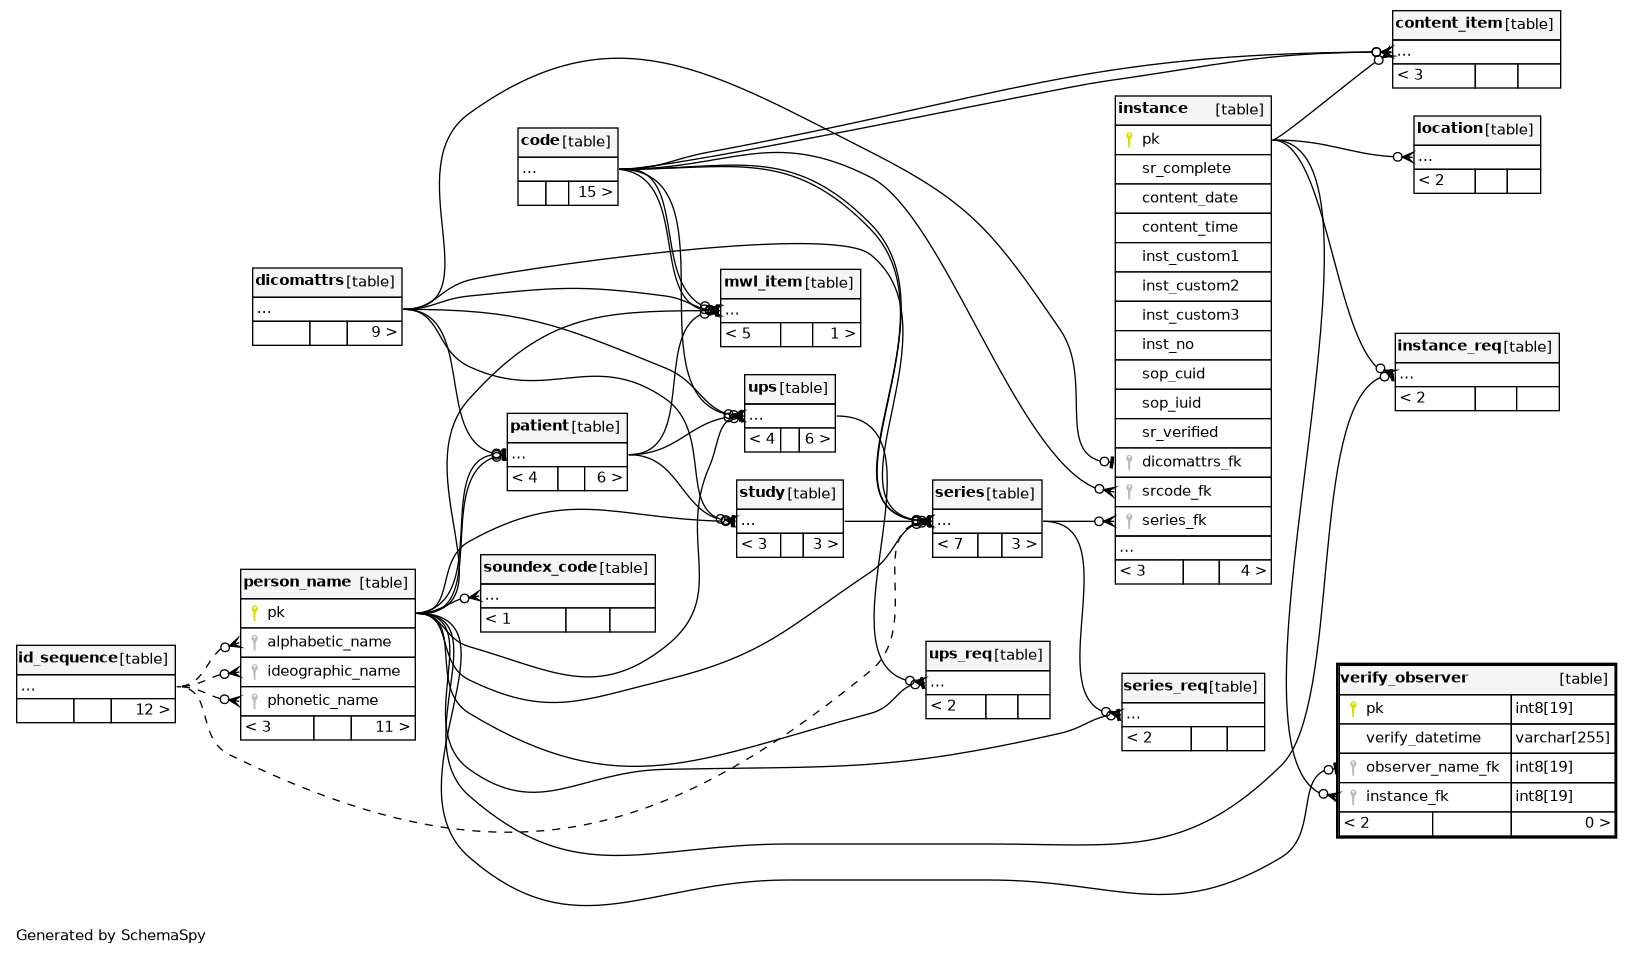 content_item [table]
...
< 3
instance [table]
pk
sr_complete
content_date
content_time
inst_custom1
inst_custom2
inst_custom3
inst_no
sop_cuid
sop_iuid
sr_verified
dicomattrs_fk
srcode_fk
series_fk
...
< 3 4 >
location [table]
...
< 2
code [table]
...
15 >
dicomattrs [table]
...
9 >
mwl_item [table]
...
< 5 1 >
instance_req [table]
...
< 2
ups [table]
...
< 4 6 >
patient [table]
...
< 4 6 >
study [table]
...
< 3 3 >
series [table]
...
< 7 3 >
soundex_code [table]
...
< 1
person_name [table]
pk
alphabetic_name
ideographic_name
phonetic_name
< 3 11 >
id_sequence [table]
...
12 >
ups_req [table]
...
< 2
series_req [table]
...
< 2
verify_observer [table]
pk int8[19]
verify_datetime varchar[255]
observer_name_fk int8[19]
instance_fk int8[19]
< 2 0 >
Generated by SchemaSpy